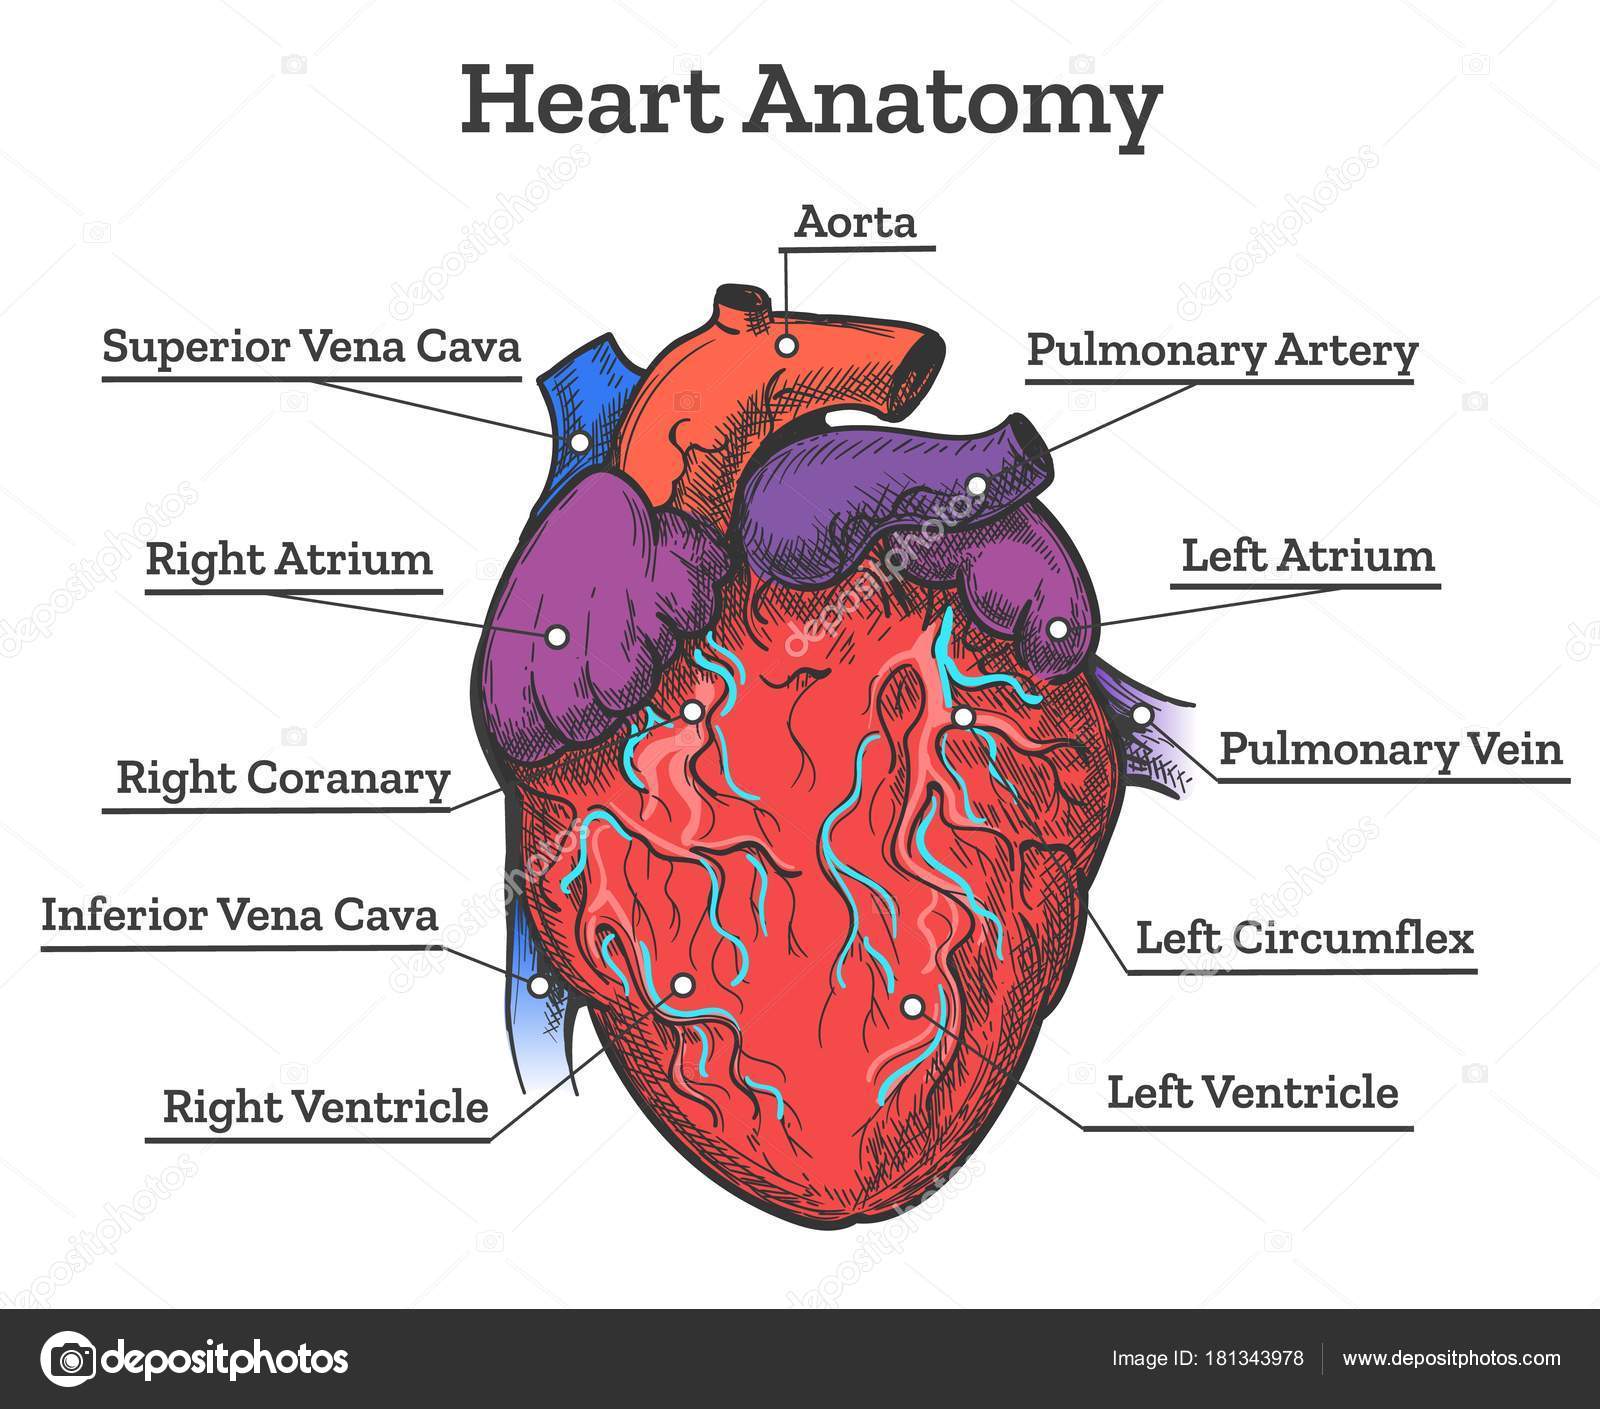 Heart Anatomy
Aorta
Superior Vena Cava
Pulmonary Artery
Right Atrium
Left Atrium
Right Coranary
Pulmonary Vein
Inferior Vena Cava
Left Circumflex
Right Ventricle
Left Ventricle
depositphotos
Image ID: 181343978
www.depositphotos.com